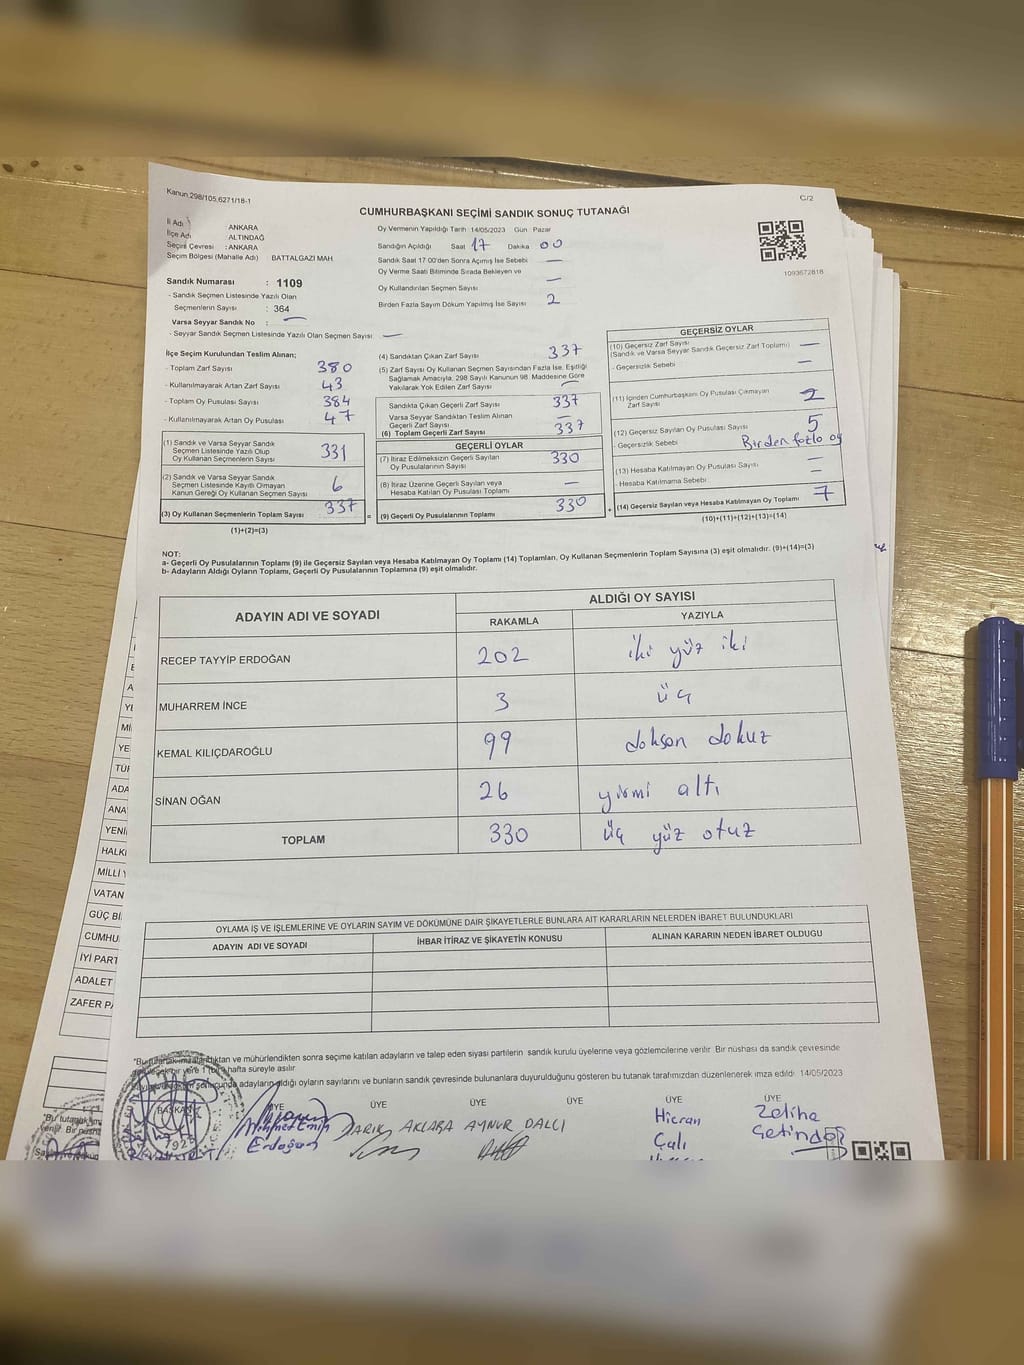 Kanun 298/105,6271/18-1
C/2
CUMHURBAŞKANI SEÇİMİ SANDIK SONUÇ TUTANAĞI
İl Adı : ANKARA
İlçe Adı : ALTINDAĞ
Seçim Çevresi : ANKARA
Seçim Bölgesi (Mahalle Adı) : BATTALGAZI MAH
Sandık Numarası : 1109
- Sandık Seçmen Listesinde Yazılı Olan
Seçmenlerin Sayısı : 364
Varsa Seyyar Sandık No : —
- Seyyar Sandık Seçmen Listesinde Yazılı Olan Seçmen Sayısı : —
Oy Vermenin Yapıldığı Tarih : 14/05/2023 Gün : Pazar
Sandığın Açıldığı Saat 17 Dakika 00
Sandık Saat 17.00'den Sonra Açımış İse Sebebi —
Oy Verme Saati Bitiminde Sırada Bekleyen ve
Oy Kullandırılan Seçmen Sayısı —
Birden Fazla Sayım Döküm Yapılmış İse Sayısı 2
1093672818
İlçe Seçim Kurulundan Teslim Alınan;
- Toplam Zarf Sayısı : 380
- Kullanılmayarak Artan Zarf Sayısı : 43
- Toplam Oy Pusulası Sayısı : 384
- Kullanılmayarak Artan Oy Pusulası : 47
(1) Sandık ve Varsa Seyyar Sandık
Seçmen Listesinde Yazılı Olup
Oy Kullanan Seçmenlerin Sayısı 331
(2) Sandık ve Varsa Seyyar Sandık
Seçmen Listesinde Kayıtlı Olmayan
Kanun Gereği Oy Kullanan Seçmen Sayısı 6
(3) Oy Kullanan Seçmenlerin Toplam Sayısı 337
(1)+(2)=(3)
(4) Sandıktan Çıkan Zarf Sayısı 337
(5) Zarf Sayısı Oy Kullanan Seçmen Sayısından Fazla İse, Eşitliği
Sağlamak Amacıyla, 298 Sayılı Kanunun 98. Maddesine Göre
Yakılarak Yok Edilen Zarf Sayısı —
Sandıkta Çıkan Geçerli Zarf Sayısı 337
Varsa Seyyar Sandıktan Teslim Alınan
Geçerli Zarf Sayısı —
(6) Toplam Geçerli Zarf Sayısı 337
GEÇERLİ OYLAR
(7) İtiraz Edilmeksizin Geçerli Sayılan
Oy Pusulalarının Sayısı 330
(8) İtiraz Üzerine Geçerli Sayılan veya
Hesaba Katılan Oy Pusulası Toplamı —
= (9) Geçerli Oy Pusulalarının Toplamı 330
GEÇERSİZ OYLAR
(10) Geçersiz Zarf Sayısı
(Sandık ve Varsa Seyyar Sandık Geçersiz Zarf Toplamı) —
- Geçersizlik Sebebi —
(11) İçinden Cumhurbaşkanı Oy Pusulası Çıkmayan
Zarf Sayısı 2
(12) Geçersiz Sayılan Oy Pusulası Sayısı 5
- Geçersizlik Sebebi Birden fazla oy
(13) Hesaba Katılmayan Oy Pusulası Sayısı —
- Hesaba Katılmama Sebebi —
+ (14) Geçersiz Sayılan veya Hesaba Katılmayan Oy Toplamı 7
(10)+(11)+(12)+(13)=(14)
NOT:
a- Geçerli Oy Pusulalarının Toplamı (9) ile Geçersiz Sayılan veya Hesaba Katılmayan Oy Toplamı (14) Toplamları, Oy Kullanan Seçmenlerin Toplam Sayısına (3) eşit olmalıdır. (9)+(14)=(3)
b- Adayların Aldığı Oyların Toplamı, Geçerli Oy Pusulalarının Toplamına (9) eşit olmalıdır.
ADAYIN ADI VE SOYADI ALDIĞI OY SAYISI
RAKAMLA YAZIYLA
RECEP TAYYİP ERDOĞAN 202 iki yüz iki
MUHARREM İNCE 3 üç
KEMAL KILIÇDAROĞLU 99 doksan dokuz
SİNAN OĞAN 26 yirmi altı
TOPLAM 330 üç yüz otuz
YE
Mİ
YE
TÜR
ADA
ANA
YENİ
HALKI
MİLLİ Y
VATAN
GÜÇ Bİ
CUMHU
İYİ PART
ADALET
ZAFER PA
OYLAMA İŞ VE İŞLEMLERİNE VE OYLARIN SAYIM VE DÖKÜMÜNE DAİR ŞİKAYETLERLE BUNLARA AİT KARARLARIN NELERDEN İBARET BULUNDUKLARI
ADAYIN ADI VE SOYADI İHBAR İTİRAZ VE ŞİKAYETİN KONUSU ALINAN KARARIN NEDEN İBARET OLDUĞU
ve mühürlendikten sonra seçime katılan adayların ve talep eden siyasi partilerin sandık kurulu üyelerine veya gözlemcilerine verilir. Bir nüshası da sandık çevresinde
bir yere 1 hafta süreyle asılır
adayların aldığı oyların sayılarını ve bunların sandık çevresinde bulunanlara duyurulduğunu gösteren bu tutanak tarafımızdan düzenlenerek imza edildi. 14/05/2023
BAŞKAN ÜYE ÜYE ÜYE ÜYE ÜYE ÜYE
Erdoğan
TARIK AKLABA
AYNUR DALCI
Hicran
Çalı
Zeliha
Çetindağ